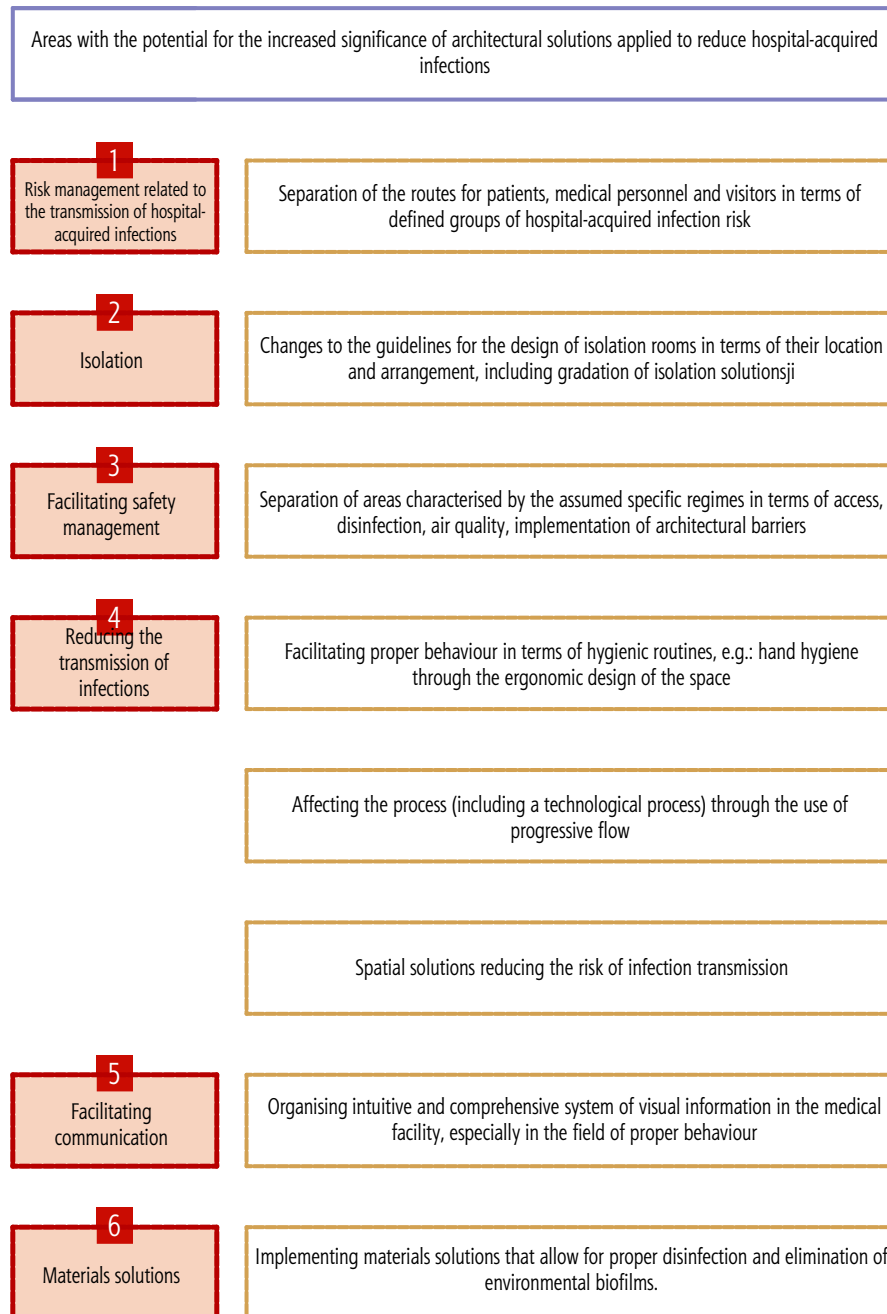 Areas with the potential for the increased significance of architectural solutions applied to reduce hospital-acquired
infections
1
Risk management related to
the transmission of hospital-
acquired infections
Separation of the routes for patients, medical personnel and visitors in terms of
defined groups of hospital-acquired infection risk
2
Isolation
Changes to the guidelines for the design of isolation rooms in terms of their location
and arrangement, including gradation of isolation solutionsji
3
Facilitating safety
management
Separation of areas characterised by the assumed specific regimes in terms of access,
disinfection, air quality, implementation of architectural barriers
4
Reducing the
transmission of
infections
Facilitating proper behaviour in terms of hygienic routines, e.g.: hand hygiene
through the ergonomic design of the space
Affecting the process (including a technological process) through the use of
progressive flow
Spatial solutions reducing the risk of infection transmission
5
Facilitating
communication
Organising intuitive and comprehensive system of visual information in the medical
facility, especially in the field of proper behaviour
6
Materials solutions
Implementing materials solutions that allow for proper disinfection and elimination of
environmental biofilms.